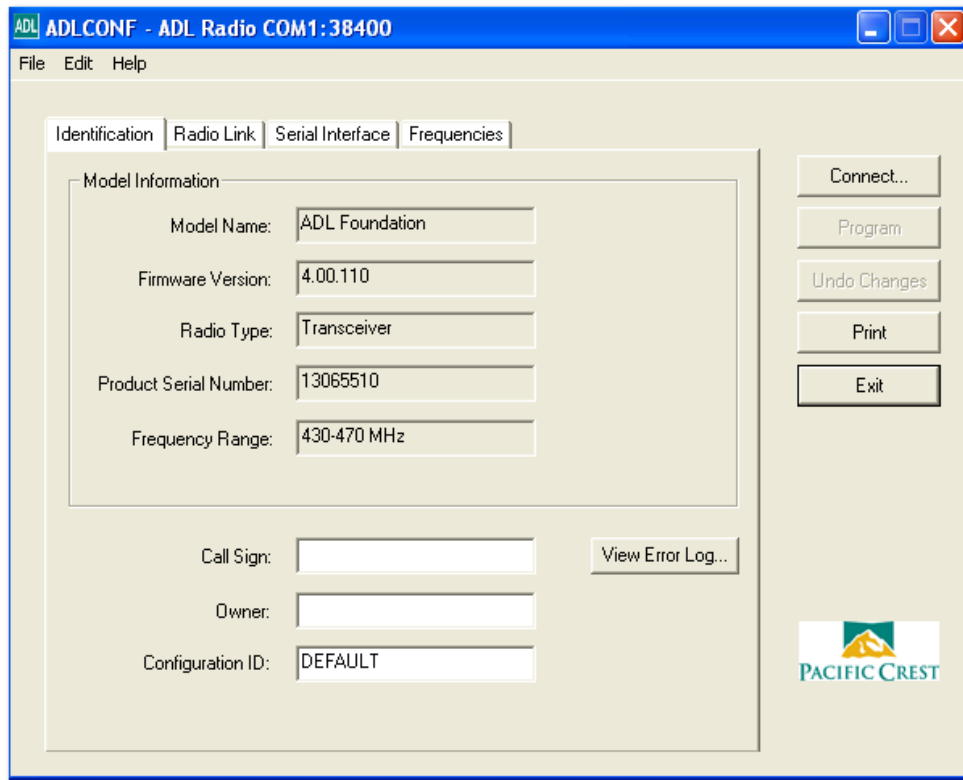 ADL ADLCONF - ADL Radio COM1:38400
File Edit Help
Identification Radio Link Serial Interface Frequencies
Model Information
Model Name: ADL Foundation
Firmware Version: 4.00.110
Radio Type: Transceiver
Product Serial Number: 13065510
Frequency Range: 430-470 MHz
Call Sign:
View Error Log...
Owner:
Configuration ID: DEFAULT
Connect...
Program
Undo Changes
Print
Exit
PACIFIC CREST